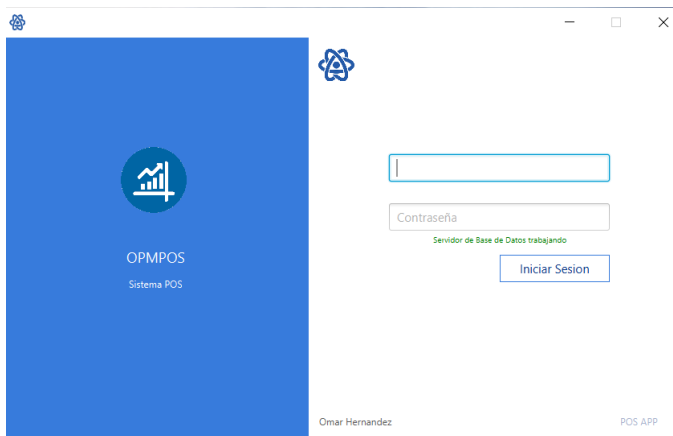 OPMPOS
Sistema POS
Contraseña
Servidor de Base de Datos trabajando
Iniciar Sesion
Omar Hernandez
POS APP